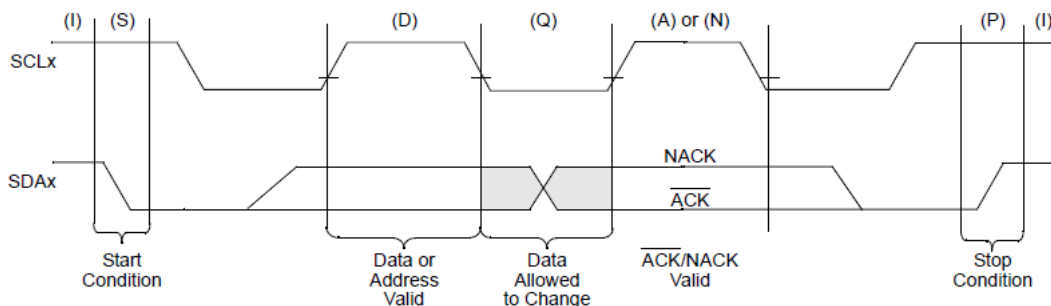 (I) (S) (D) (Q) (A) or (N) (P) (I)
SCLx
SDAx
NACK
ACK
Start
Condition
Data or
Address
Valid
Data
Allowed
to Change
ACK/NACK
Valid
Stop
Condition